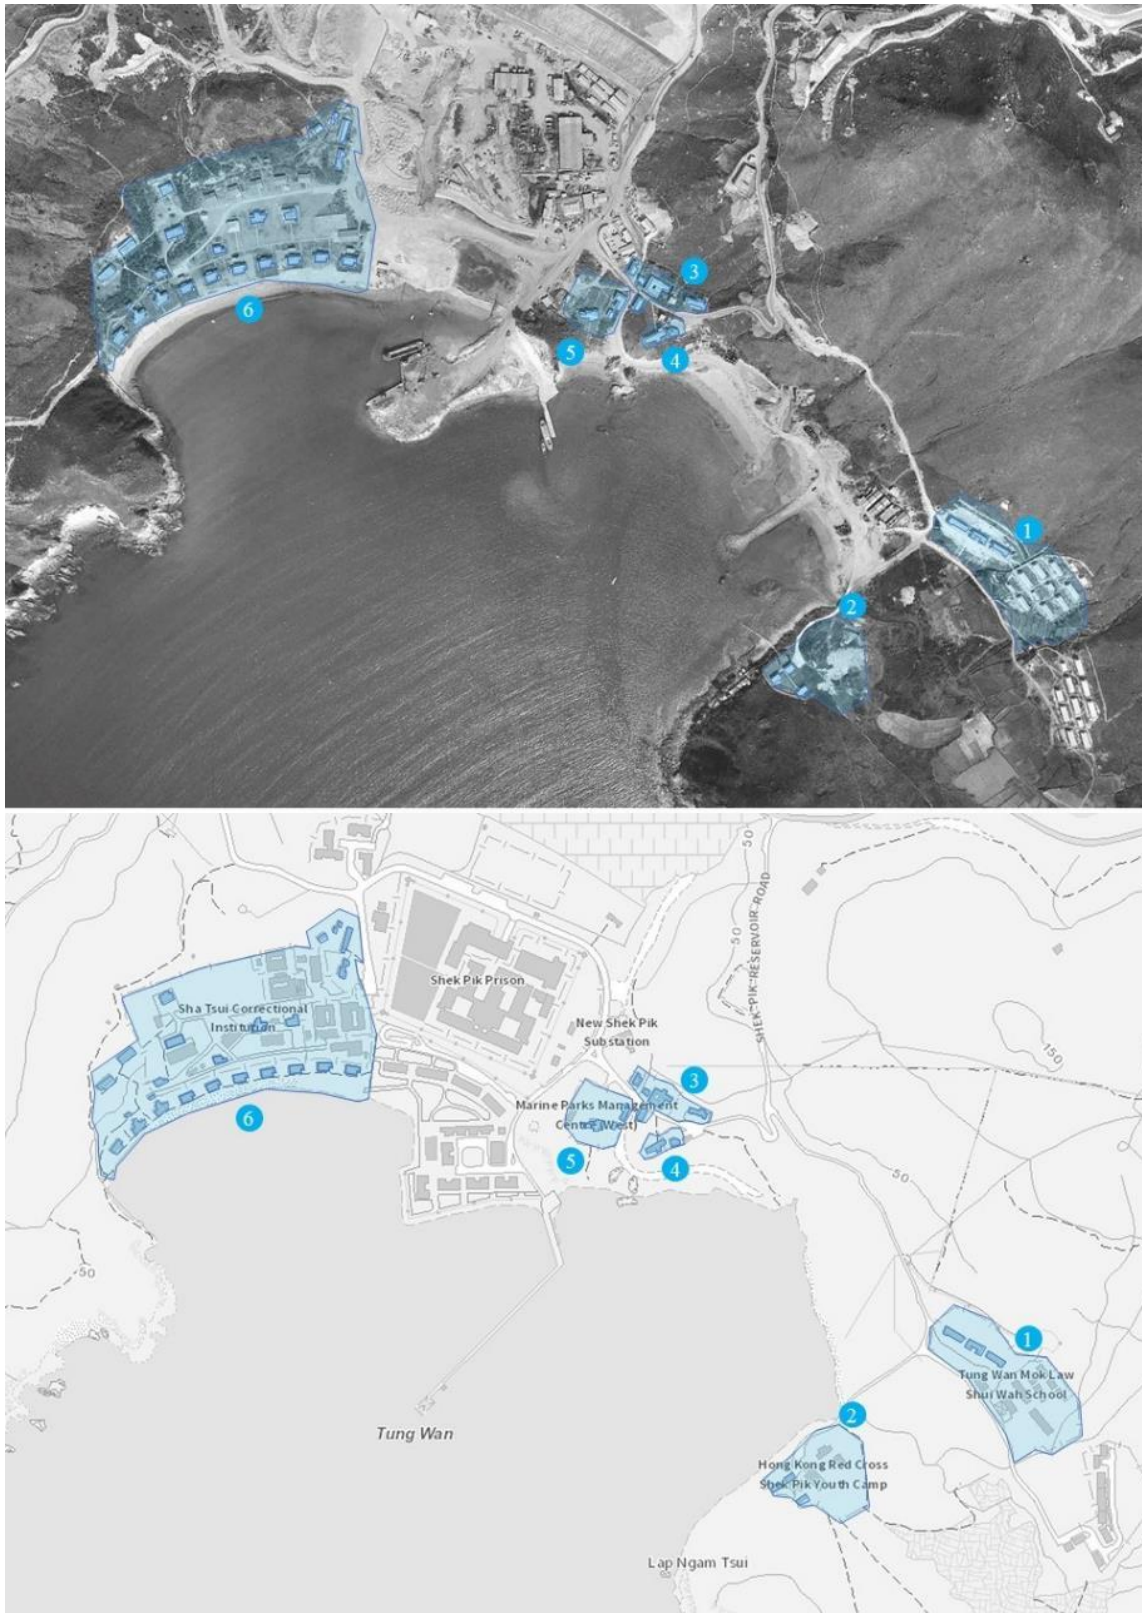 3
6
5
4
1
2
50
50
SHEK-PIK-RESERVOIR-ROAD
Shek Pik Prison
Sha Tsui Correctional
Institution
New Shek Pik
Substation
150
3
Marine Parks Management
Centre (West)
6
5
4
50
50
1
Tung Wan Mok Law
Shui Wah School
2
Tung Wan
Hong Kong Red Cross
Shek Pik Youth Camp
Lap Ngam Tsui